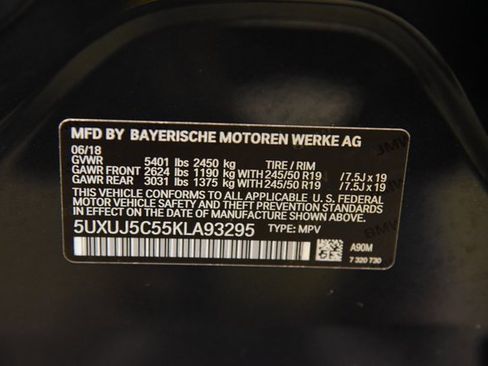 MFD BY BAYERISCHE MOTOREN WERKE AG
06/18
GVWR 5401 lbs 2450 kg TIRE / RIM
GAWR FRONT 2624 lbs 1190 kg WITH 245/50 R19 /7.5J x 19
GAWR REAR 3031 lbs 1375 kg WITH 245/50 R19 /7.5J x 19
THIS VEHICLE CONFORMS TO ALL APPLICABLE U.S. FEDERAL
MOTOR VEHICLE SAFETY AND THEFT PREVENTION STANDARDS
IN EFFECT ON THE DATE OF MANUFACTURE SHOWN ABOVE.
5UXUJ5C55KLA93295 TYPE: MPV
A90M
7 320 730